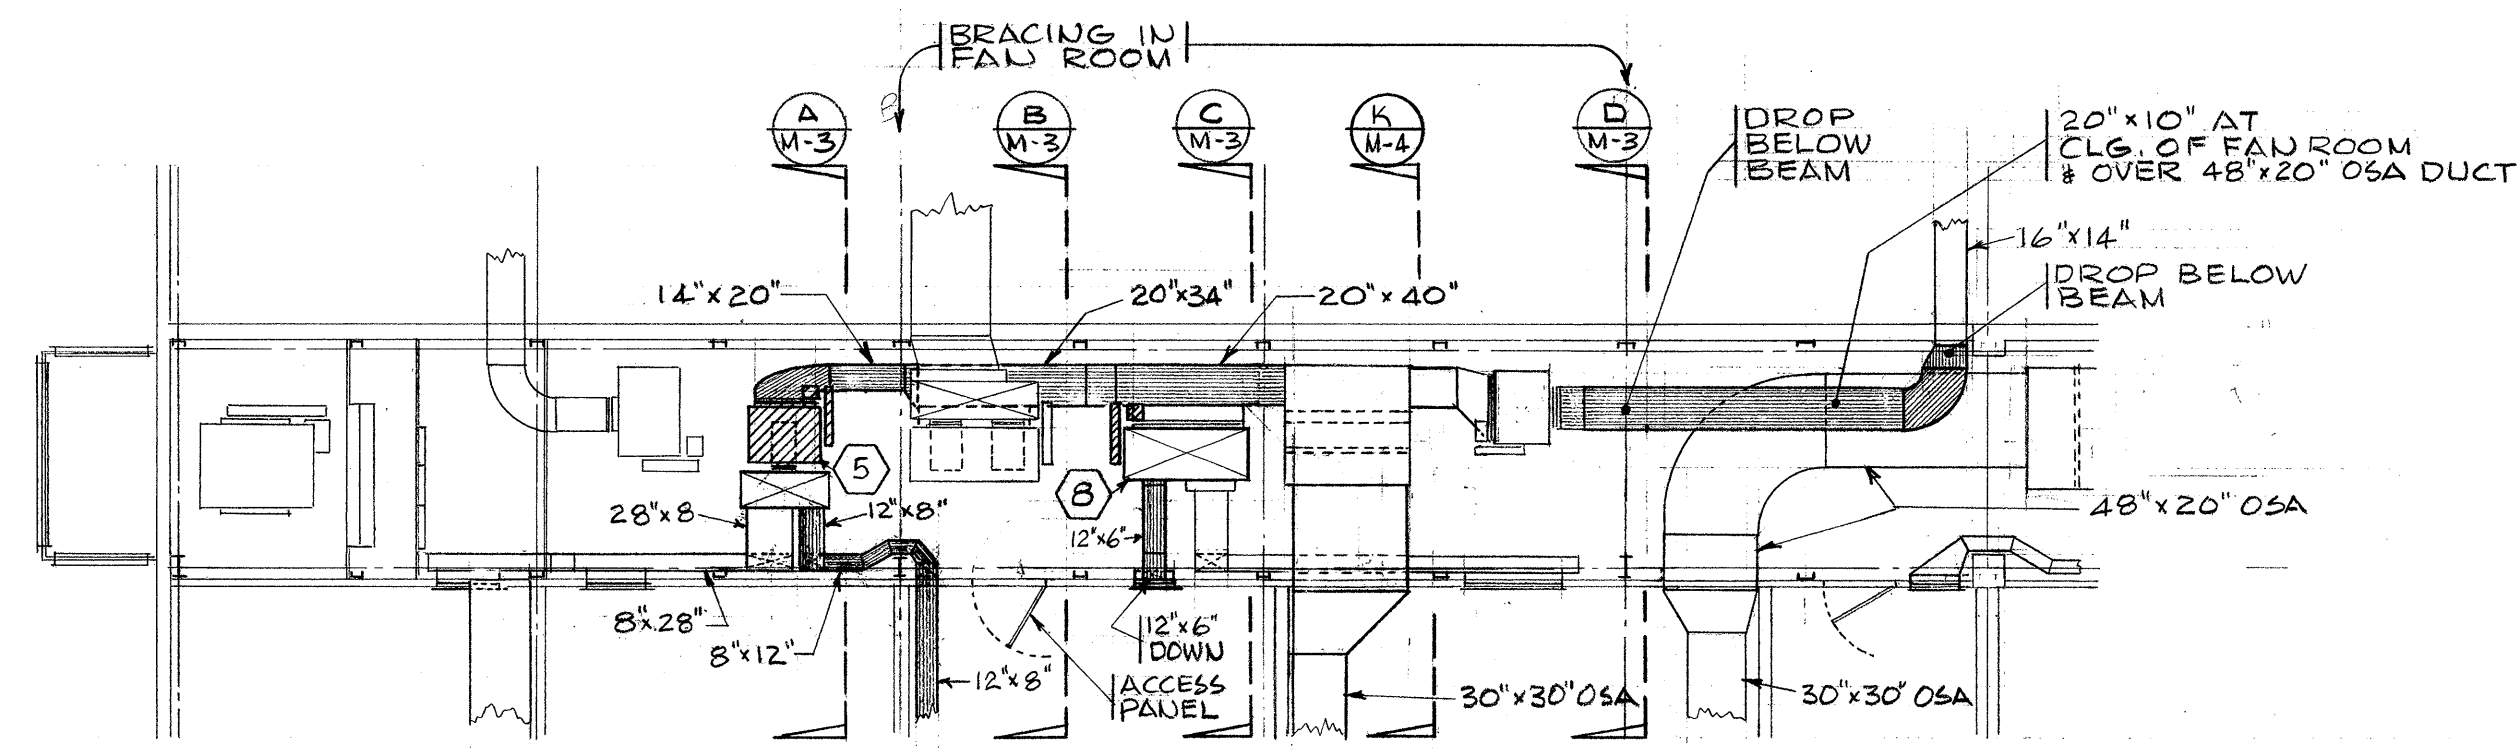 BRACING IN
FAN ROOM
A
M-3
B
M-3
C
M-3
K
M-4
D
M-3
DROP
BELOW
BEAM
20"x10" AT
CLG. OF FAN ROOM
& OVER 48"x20" OSA DUCT
16"x14"
DROP BELOW
BEAM
14"x20"
20"x34"
20"x40"
5
8
28"x8
12"x8"
12"x6"
48"x20" OSA
8"x28"
8"x12"
12"x8"
12"x6"
DOWN
ACCESS
PANEL
30"x30" OSA
30"x30" OSA